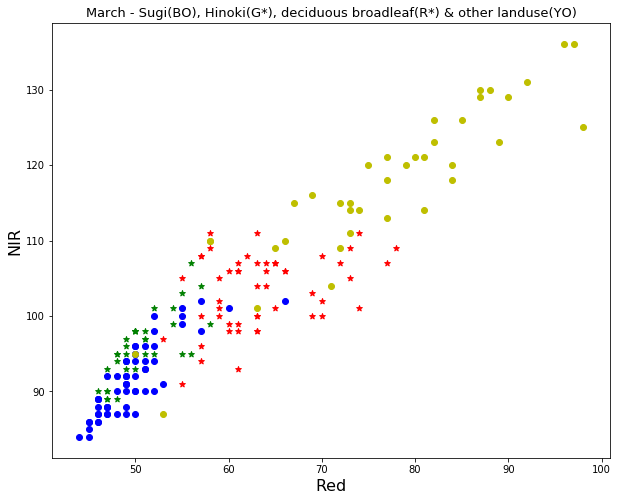 March - Sugi(BO), Hinoki(G*), deciduous broadleaf(R*) & other landuse(YO)
130
120
NIR
110
100
90
50 60 70 80 90 100
Red